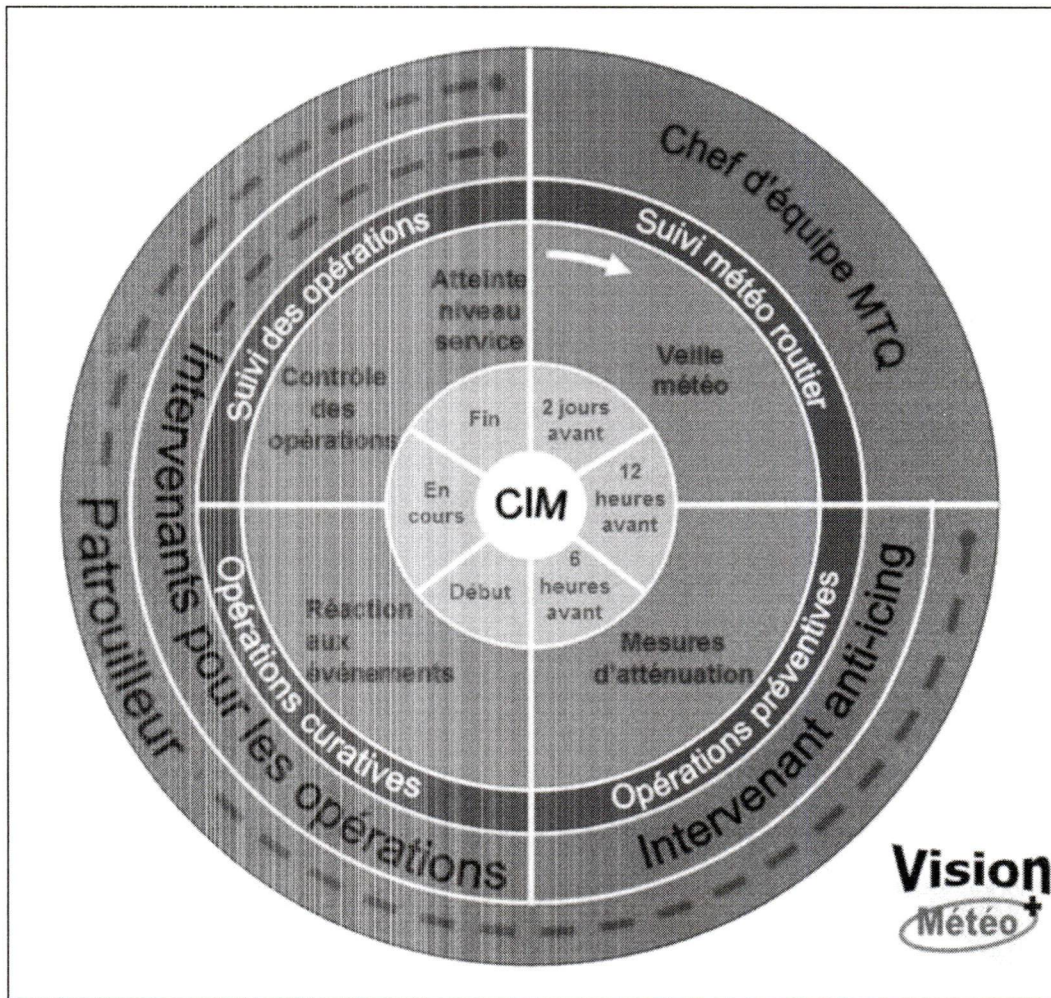 Chef d'équipe MTQ
Suivi météo routier
Veille
météo
2 jours
avant
12
heures
avant
6
heures
avant
Mesures
d'atténuation
Opérations préventives
Intervenant anti-icing
Début
Réaction
aux
événements
Opérations curatives
Intervenants pour les opérations
Patrouilleur
En
cours
Fin
Contrôle
des
opérations
Atteinte
niveau
service
Suivi des opérations
CIM
Vision
Météo+